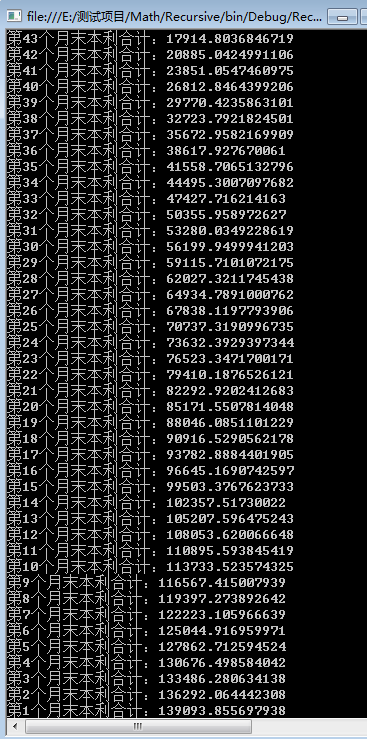 file:///E:/测试项目/Math/Recursive/bin/Debug/Rec...
第43个月末本利合计：17914.8036846719
第42个月末本利合计：20885.0424991106
第41个月末本利合计：23851.0547460975
第40个月末本利合计：26812.8464399206
第39个月末本利合计：29770.4235863101
第38个月末本利合计：32723.7921824501
第37个月末本利合计：35672.9582169909
第36个月末本利合计：38617.927670061
第35个月末本利合计：41558.7065132796
第34个月末本利合计：44495.3007097682
第33个月末本利合计：47427.716214163
第32个月末本利合计：50355.958972627
第31个月末本利合计：53280.0349228619
第30个月末本利合计：56199.9499941203
第29个月末本利合计：59115.7101072175
第28个月末本利合计：62027.3211745438
第27个月末本利合计：64934.7891000762
第26个月末本利合计：67838.1197793906
第25个月末本利合计：70737.3190996735
第24个月末本利合计：73632.3929397344
第23个月末本利合计：76523.3471700171
第22个月末本利合计：79410.1876526121
第21个月末本利合计：82292.9202412683
第20个月末本利合计：85171.5507814048
第19个月末本利合计：88046.0851101229
第18个月末本利合计：90916.5290562178
第17个月末本利合计：93782.8884401905
第16个月末本利合计：96645.1690742597
第15个月末本利合计：99503.3767623733
第14个月末本利合计：102357.51730022
第13个月末本利合计：105207.596475243
第12个月末本利合计：108053.620066648
第11个月末本利合计：110895.593845419
第10个月末本利合计：113733.523574325
第9个月末本利合计：116567.415007939
第8个月末本利合计：119397.273892642
第7个月末本利合计：122223.105966639
第6个月末本利合计：125044.916959971
第5个月末本利合计：127862.712594524
第4个月末本利合计：130676.498584042
第3个月末本利合计：133486.280634138
第2个月末本利合计：136292.064442308
第1个月末本利合计：139093.855697938